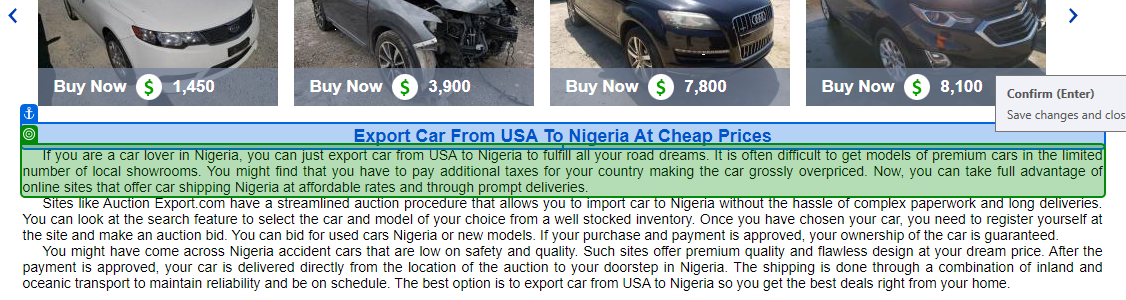 Buy Now $ 1,450
Buy Now $ 3,900
Buy Now $ 7,800
Buy Now $ 8,100
Confirm (Enter)
Save changes and clos
Export Car From USA To Nigeria At Cheap Prices
If you are a car lover in Nigeria, you can just export car from USA to Nigeria to fulfill all your road dreams. It is often difficult to get models of premium cars in the limited
number of local showrooms. You might find that you have to pay additional taxes for your country making the car grossly overpriced. Now, you can take full advantage of
online sites that offer car shipping Nigeria at affordable rates and through prompt deliveries.
Sites like Auction Export.com have a streamlined auction procedure that allows you to import car to Nigeria without the hassle of complex paperwork and long deliveries.
You can look at the search feature to select the car and model of your choice from a well stocked inventory. Once you have chosen your car, you need to register yourself at
the site and make an auction bid. You can bid for used cars Nigeria or new models. If your purchase and payment is approved, your ownership of the car is guaranteed.
You might have come across Nigeria accident cars that are low on safety and quality. Such sites offer premium quality and flawless design at your dream price. After the
payment is approved, your car is delivered directly from the location of the auction to your doorstep in Nigeria. The shipping is done through a combination of inland and
oceanic transport to maintain reliability and be on schedule. The best option is to export car from USA to Nigeria so you get the best deals right from your home.